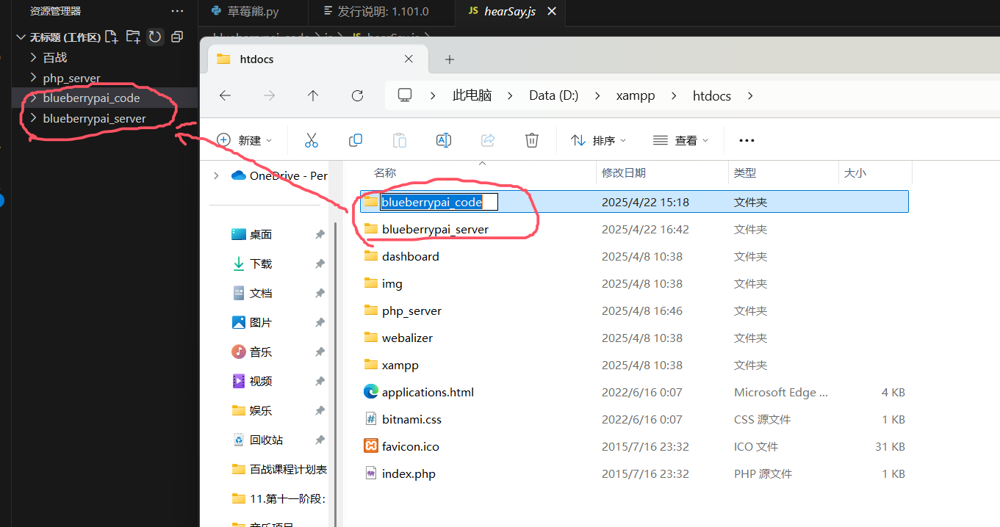 资源管理器
草莓熊.py
发行说明: 1.101.0
JS hearSay.js
无标题 (工作区)
百战
php_server
blueberrypai_code
blueberrypai_server
htdocs
此电脑 Data (D:) xampp htdocs
新建 排序 查看
OneDrive - Per
桌面
下载
文档
图片
音乐
视频
娱乐
回收站
百战课程计划表
11.第十一阶段:
音乐项目
名称 修改日期 类型 大小
blueberrypai_code 2025/4/22 15:18 文件夹
blueberrypai_server 2025/4/22 16:42 文件夹
dashboard 2025/4/8 10:38 文件夹
img 2025/4/8 10:38 文件夹
php_server 2025/4/8 16:46 文件夹
webalizer 2025/4/8 10:38 文件夹
xampp 2025/4/8 10:38 文件夹
applications.html 2022/6/16 0:07 Microsoft Edge ... 4 KB
bitnami.css 2022/6/16 0:07 CSS 源文件 1 KB
favicon.ico 2015/7/16 23:32 ICO 文件 31 KB
index.php 2015/7/16 23:32 PHP 源文件 1 KB